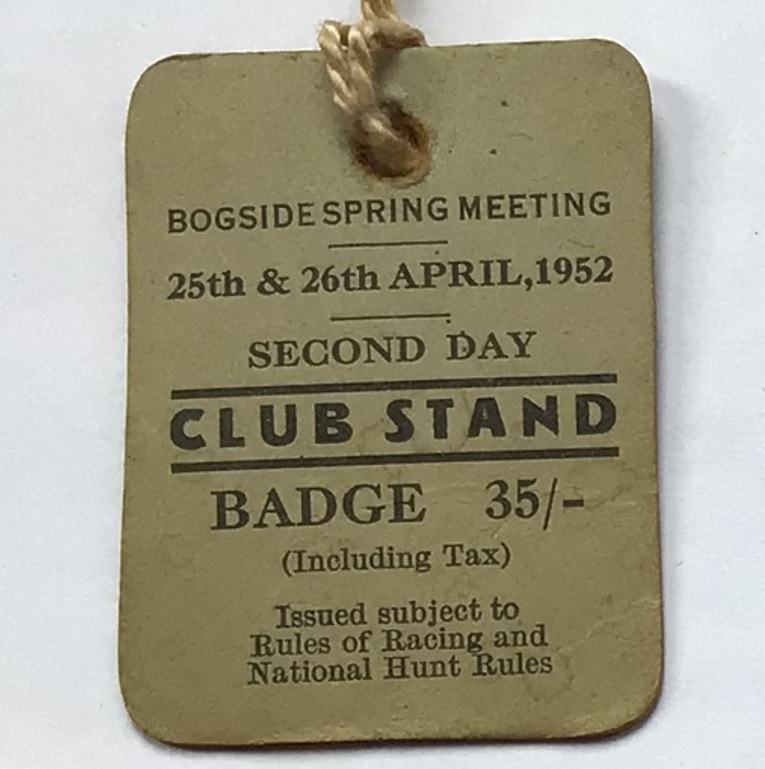 BOGSIDE SPRING MEETING
25th & 26th APRIL, 1952
SECOND DAY
CLUB STAND
BADGE 35/-
(Including Tax)
Issued subject to
Rules of Racing and
National Hunt Rules